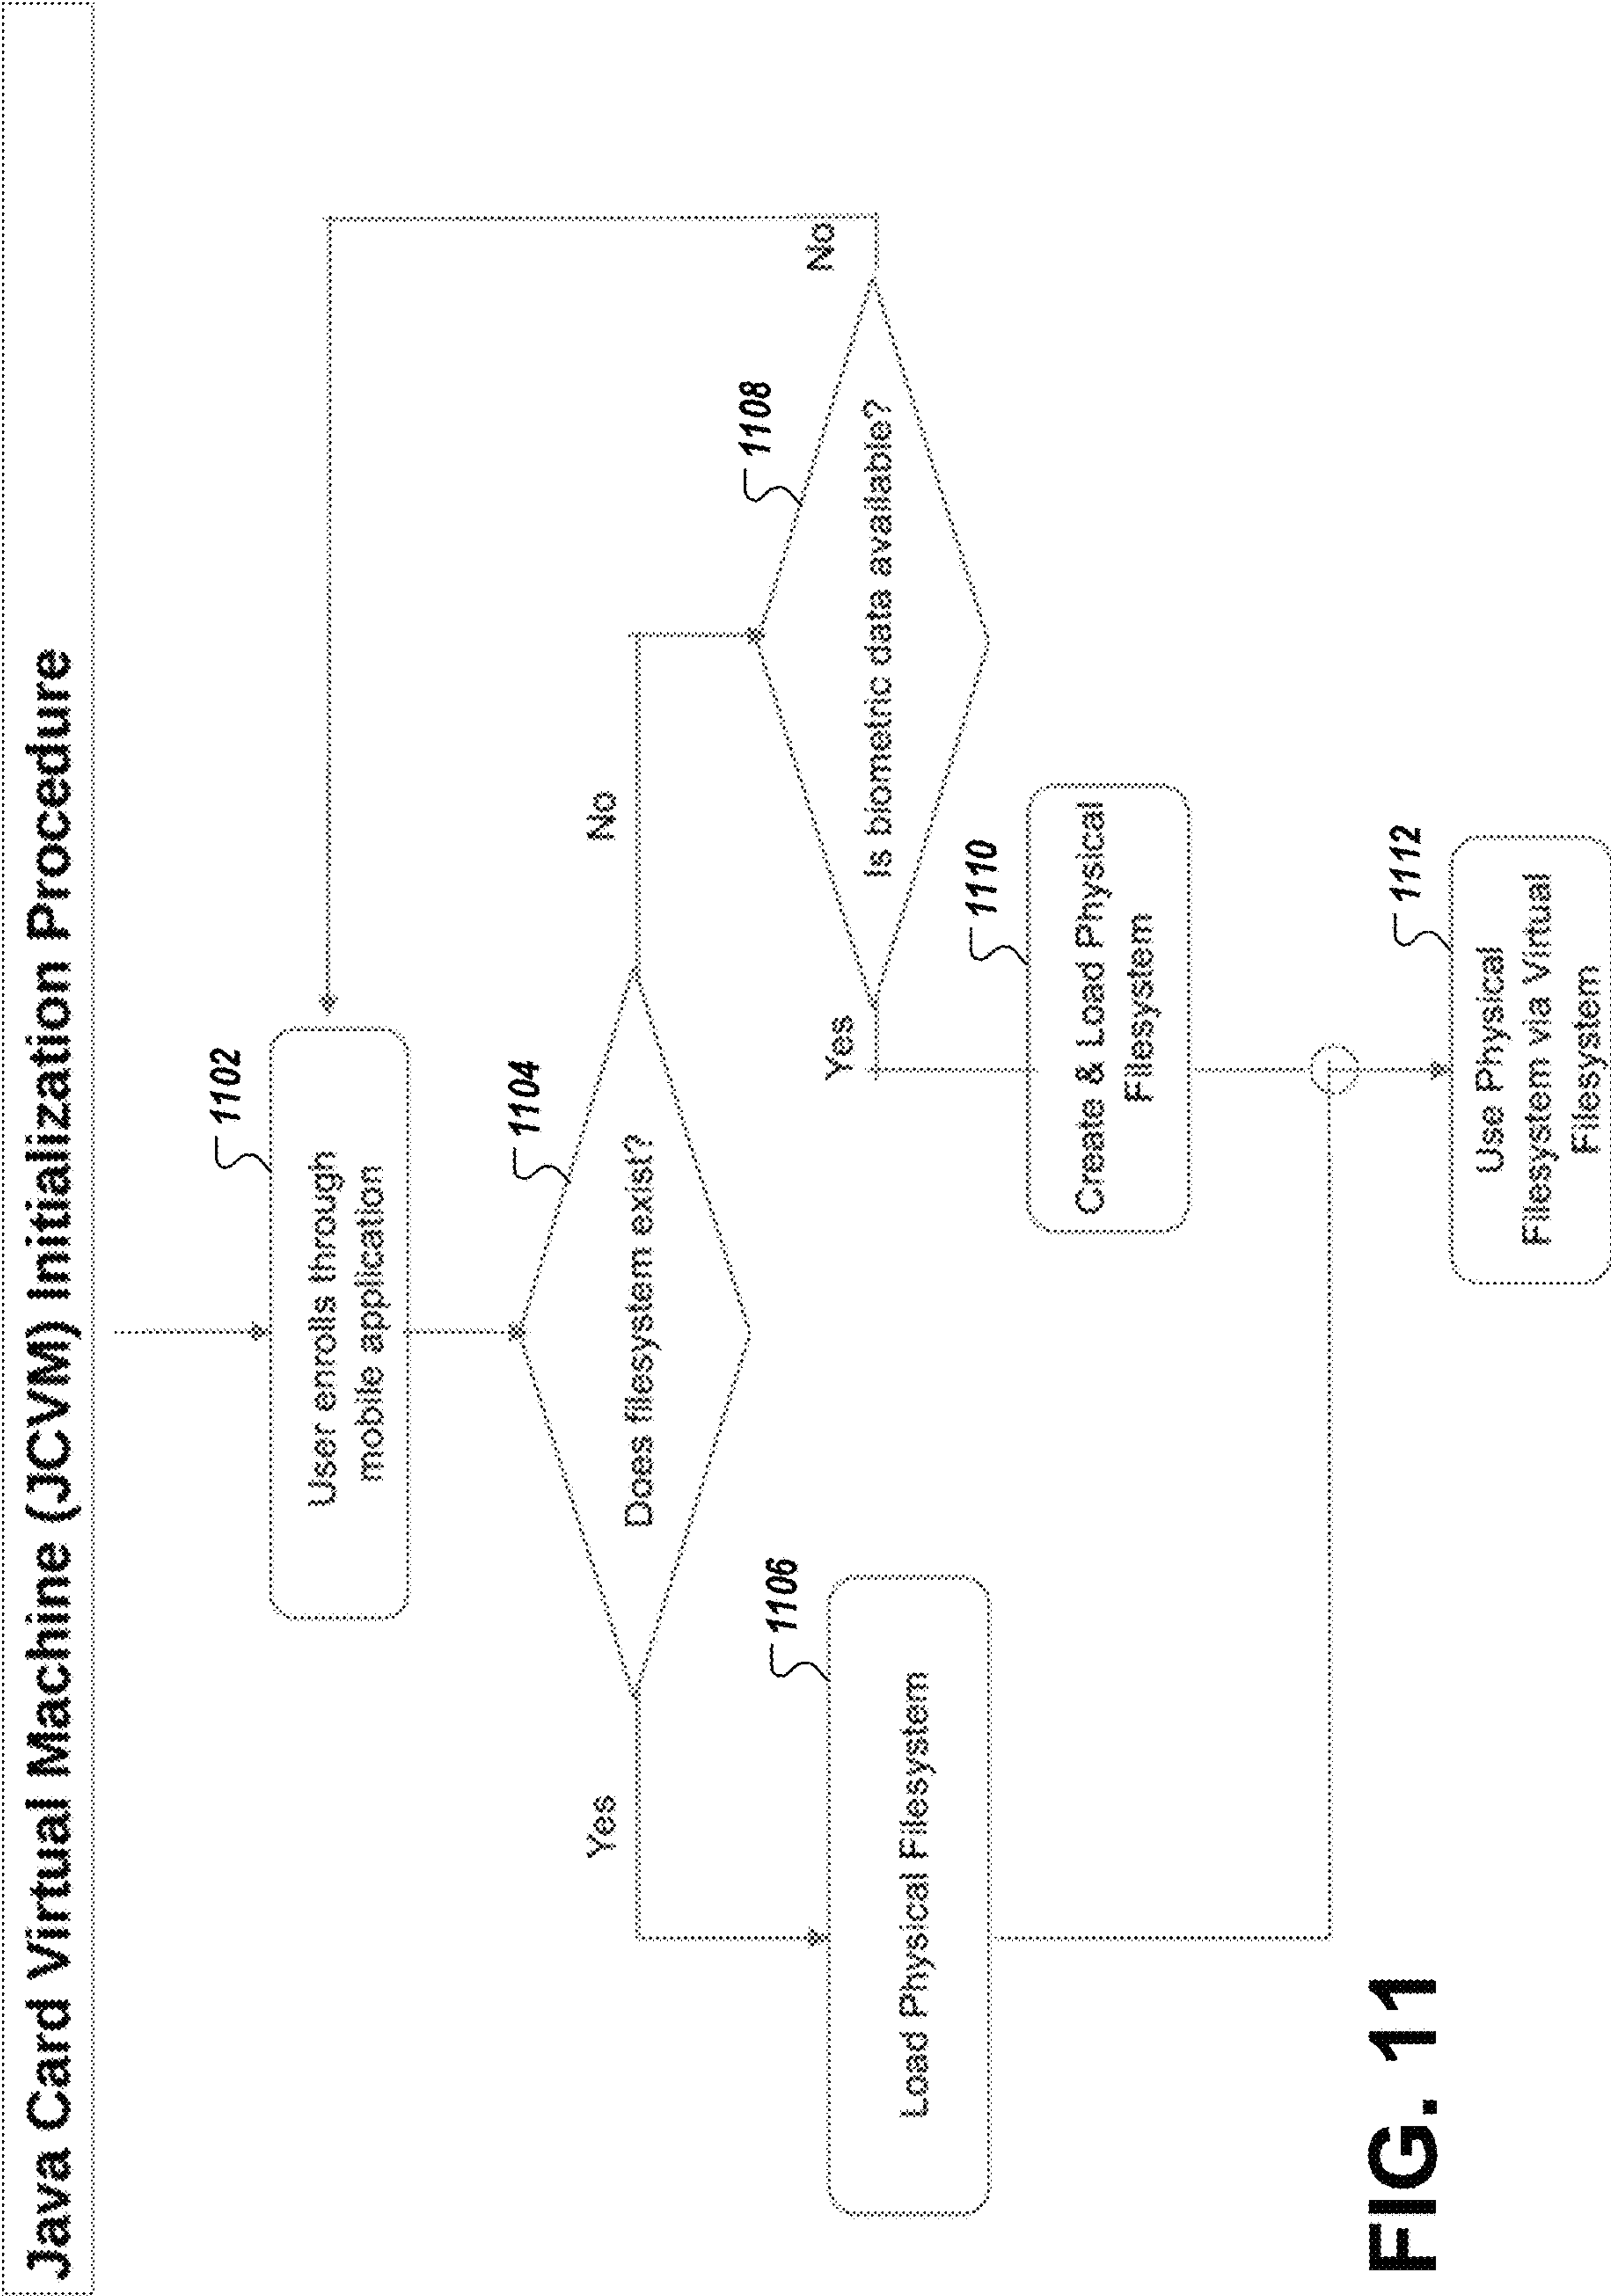 Java Card Virtual Machine (JCVM) Initialization Procedure
1102
User enrolls through
mobile application
1104
Does filesystem exist?
Yes
No
1106
Load Physical Filesystem
1108
Is biometric data available?
Yes
No
1110
Create & Load Physical
Filesystem
1112
Use Physical
Filesystem via Virtual
Filesystem
FIG. 11